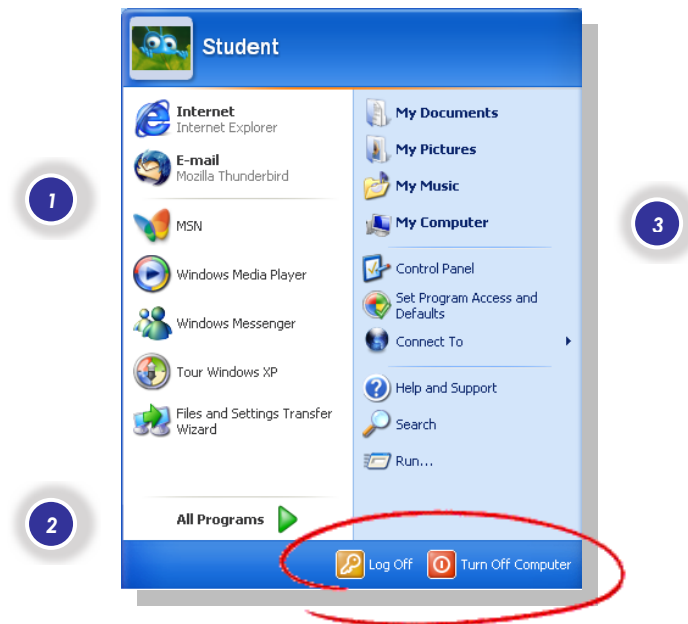 Student
Internet
Internet Explorer
E-mail
Mozilla Thunderbird
1
MSN
Windows Media Player
Windows Messenger
Tour Windows XP
Files and Settings Transfer
Wizard
2
All Programs
My Documents
My Pictures
My Music
My Computer
3
Control Panel
Set Program Access and
Defaults
Connect To
Help and Support
Search
Run...
Log Off
Turn Off Computer